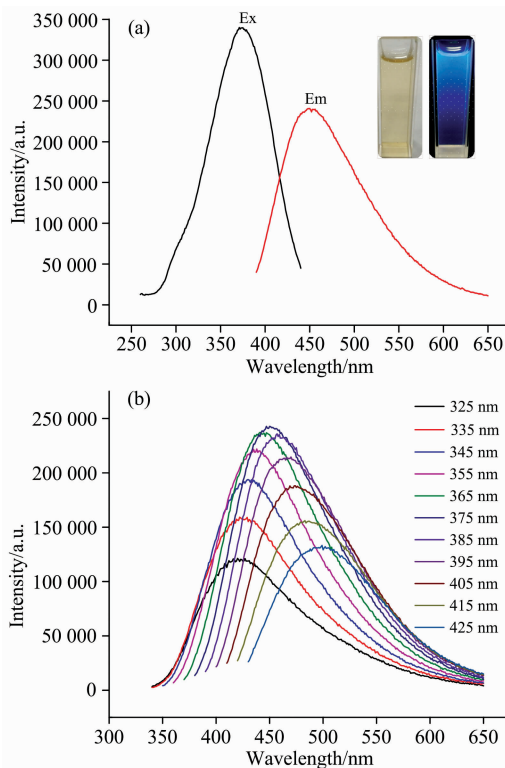 (a)
Ex
Em
350 000
300 000
250 000
200 000
150 000
100 000
50 000
0
Intensity/a.u.
250 300 350 400 450 500 550 600 650
Wavelength/nm
(b)
250 000
200 000
150 000
100 000
50 000
0
Intensity/a.u.
325 nm
335 nm
345 nm
355 nm
365 nm
375 nm
385 nm
395 nm
405 nm
415 nm
425 nm
300 350 400 450 500 550 600 650
Wavelength/nm